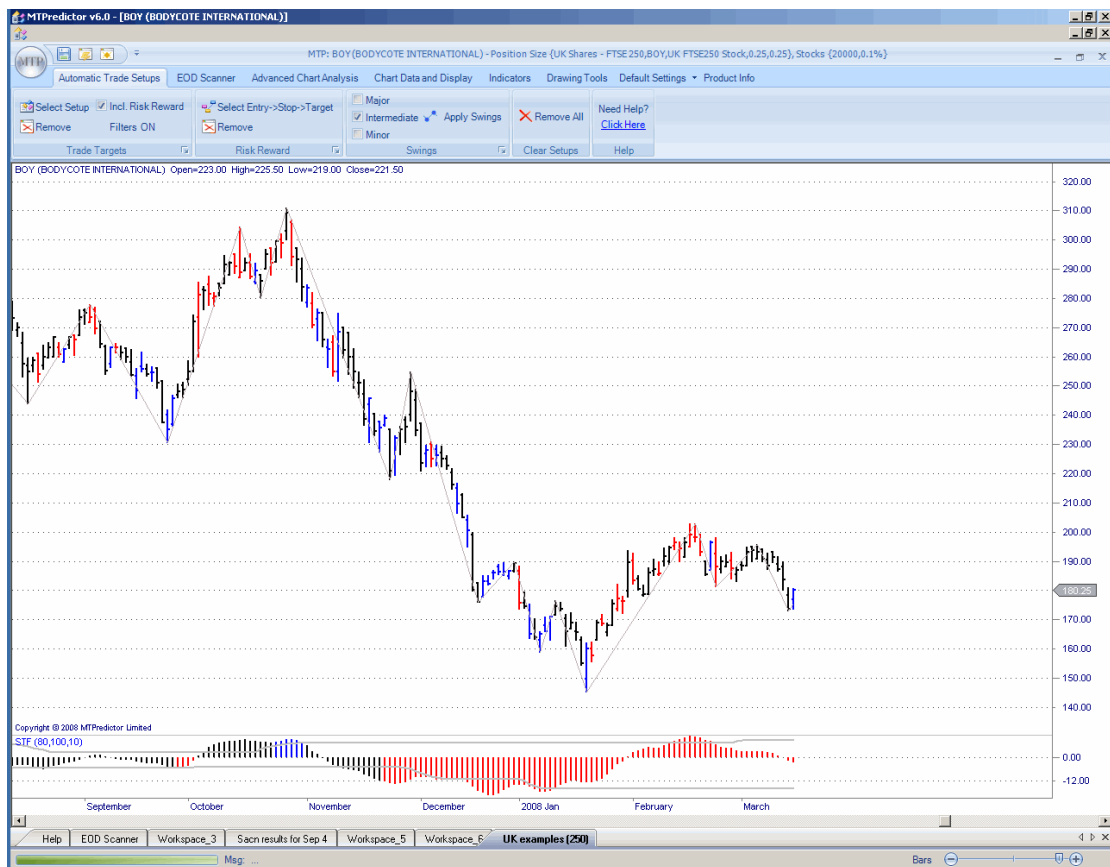 MTPredictor v6.0 - [BOY (BODYCOTE INTERNATIONAL)]
MTP
MTP: BOY(BODYCOTE INTERNATIONAL) - Position Size {UK Shares - FTSE250,BOY,UK FTSE250 Stock,0.25,0.25}, Stocks {20000,0.1%}
Automatic Trade Setups EOD Scanner Advanced Chart Analysis Chart Data and Display Indicators Drawing Tools Default Settings Product Info
Select Setup Incl. Risk Reward Select Entry->Stop->Target Major Need Help?
Intermediate Apply Swings Remove All
Remove Filters ON Remove Minor Click Here
Trade Targets Risk Reward Swings Clear Setups Help
BOY (BODYCOTE INTERNATIONAL) Open=223.00 High=225.50 Low=219.00 Close=221.50
320.00
310.00
300.00
290.00
280.00
270.00
260.00
250.00
240.00
230.00
220.00
210.00
200.00
190.00
180.25
170.00
160.00
150.00
140.00
Copyright © 2008 MTPredictor Limited
STF (80,100,10)
0.00
-12.00
September October November December 2008 Jan February March
Help EOD Scanner Workspace_3 Sacn results for Sep 4 Workspace_5 Workspace_6 UK examples (250)
Msg: ... Bars